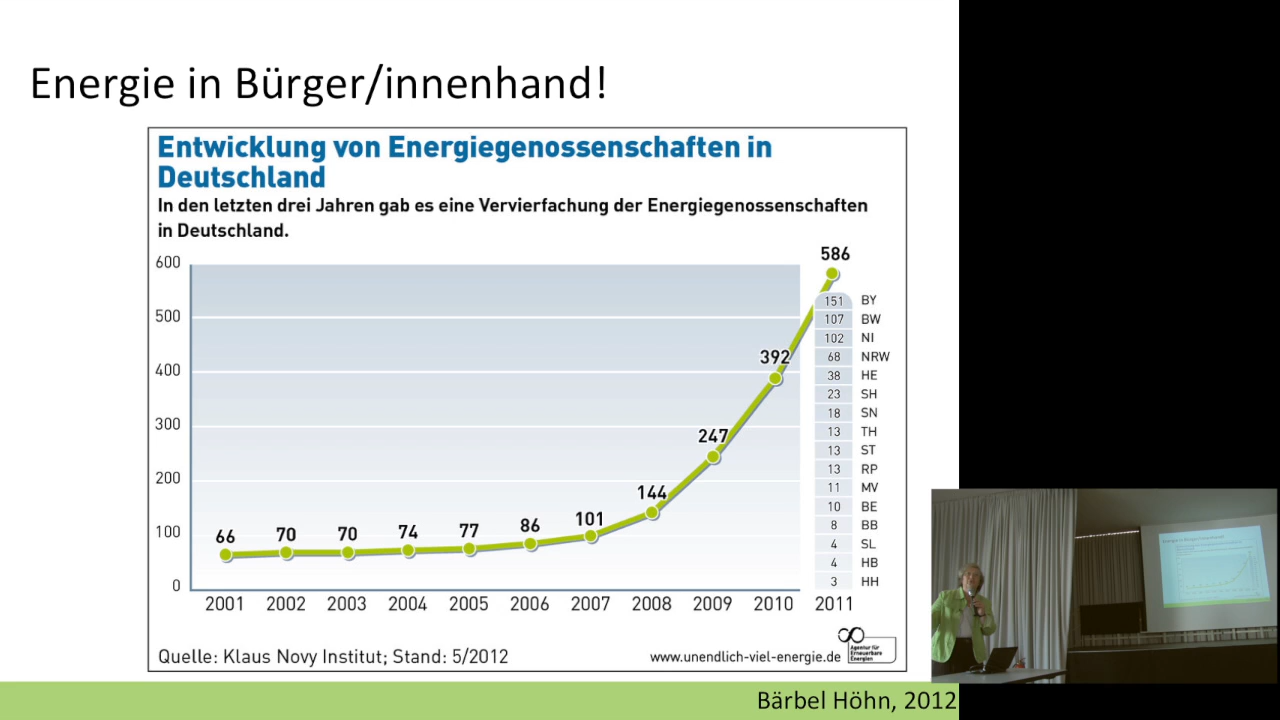 Energie in Bürger/innenhand!
Entwicklung von Energiegenossenschaften in
Deutschland
In den letzten drei Jahren gab es eine Vervierfachung der Energiegenossenschaften
in Deutschland.
600
500
400
300
200
100
0
66
70
70
74
77
86
101
144
247
392
586
151 BY
107 BW
102 NI
68 NRW
38 HE
23 SH
18 SN
13 TH
13 ST
13 RP
11 MV
10 BE
8 BB
4 SL
4 HB
3 HH
2001 2002 2003 2004 2005 2006 2007 2008 2009 2010 2011
Quelle: Klaus Novy Institut; Stand: 5/2012
www.unendlich-viel-energie.de
Agentur für
Erneuerbare
Energien
Bärbel Höhn, 2012
Energie in Bürger/innenhand!